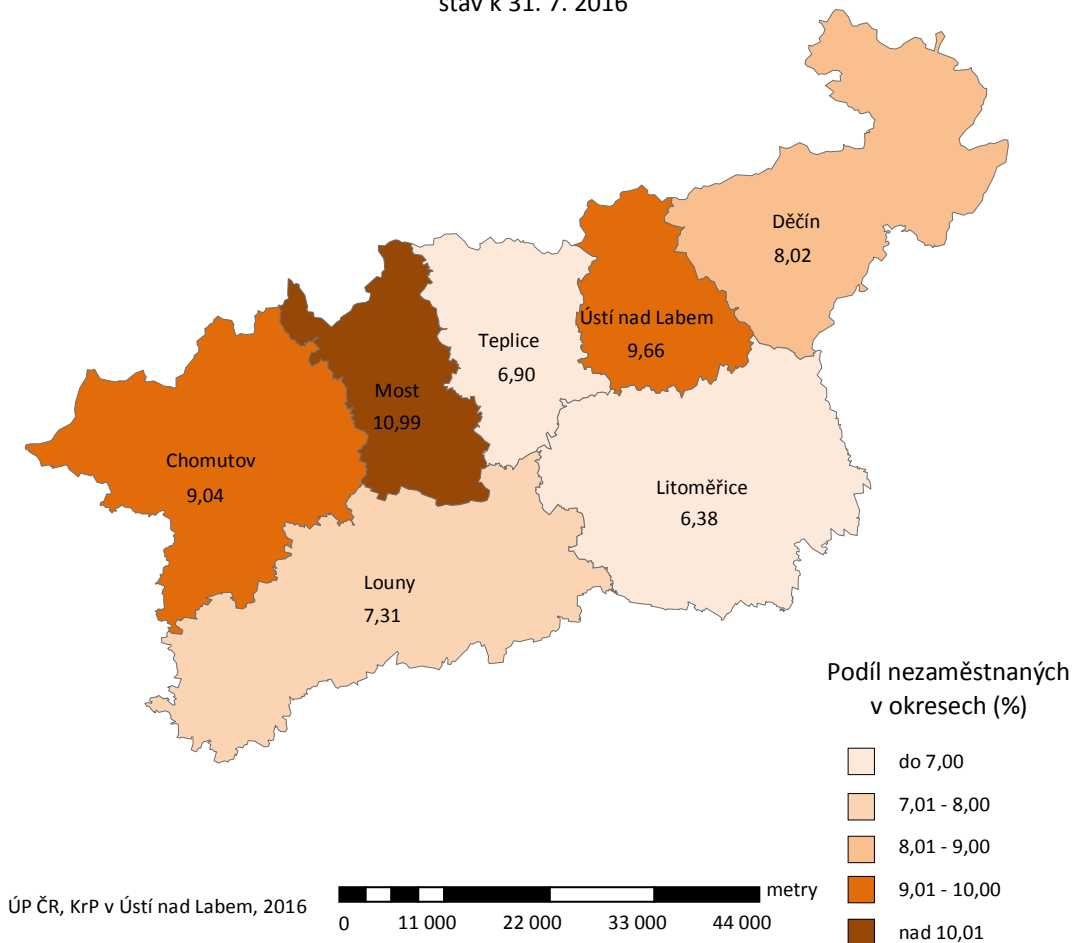 stav k 31. 7. 2016
Děčín
8,02
Ústí nad Labem
9,66
Teplice
6,90
Most
10,99
Chomutov
9,04
Litoměřice
6,38
Louny
7,31
Podíl nezaměstnaných
v okresech (%)
do 7,00
7,01 - 8,00
8,01 - 9,00
9,01 - 10,00
nad 10,01
metry
0 11 000 22 000 33 000 44 000
ÚP ČR, KrP v Ústí nad Labem, 2016